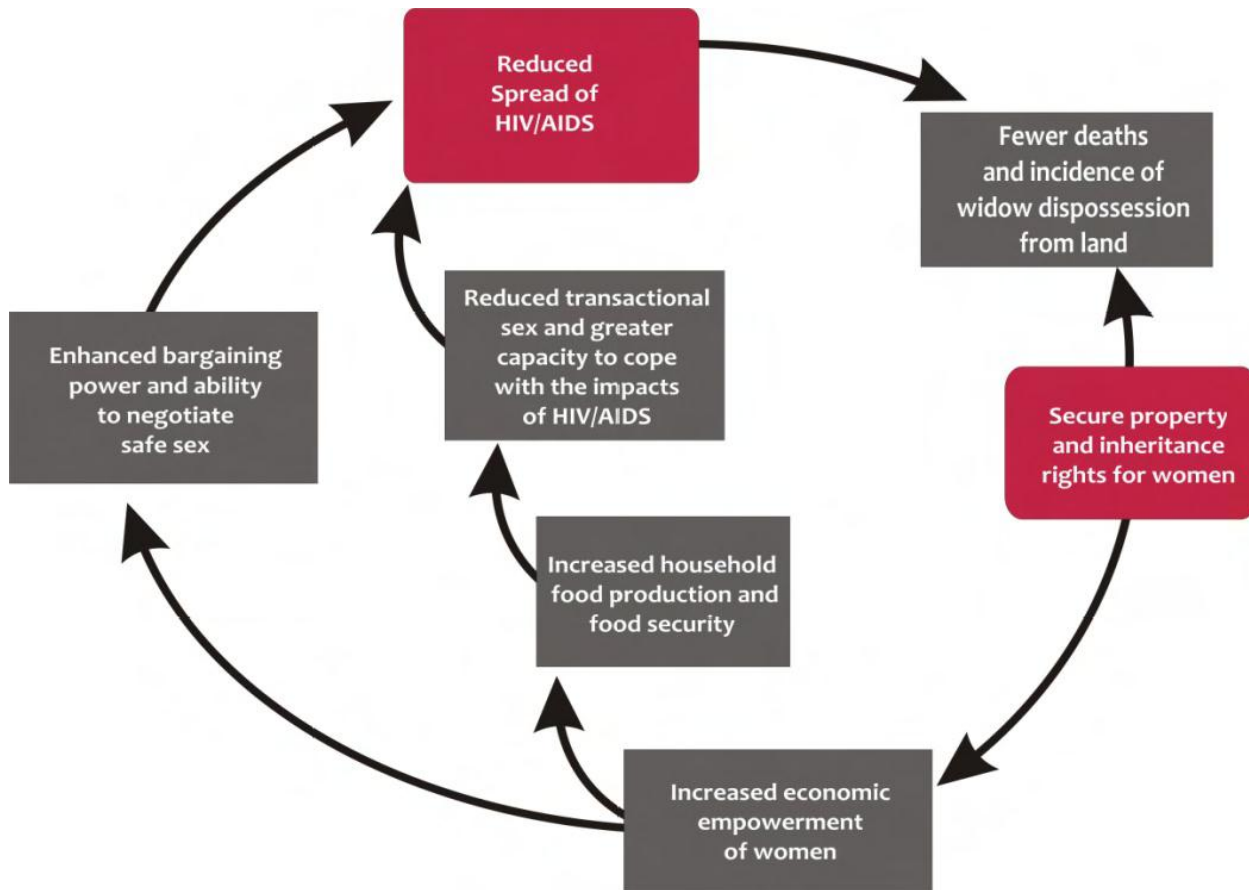 Reduced
Spread of
HIV/AIDS
Fewer deaths
and incidence of
widow dispossession
from land
Reduced transactional
sex and greater
capacity to cope
with the impacts
of HIV/AIDS
Enhanced bargaining
power and ability
to negotiate
safe sex
Secure property
and inheritance
rights for women
Increased household
food production and
food security
Increased economic
empowerment
of women